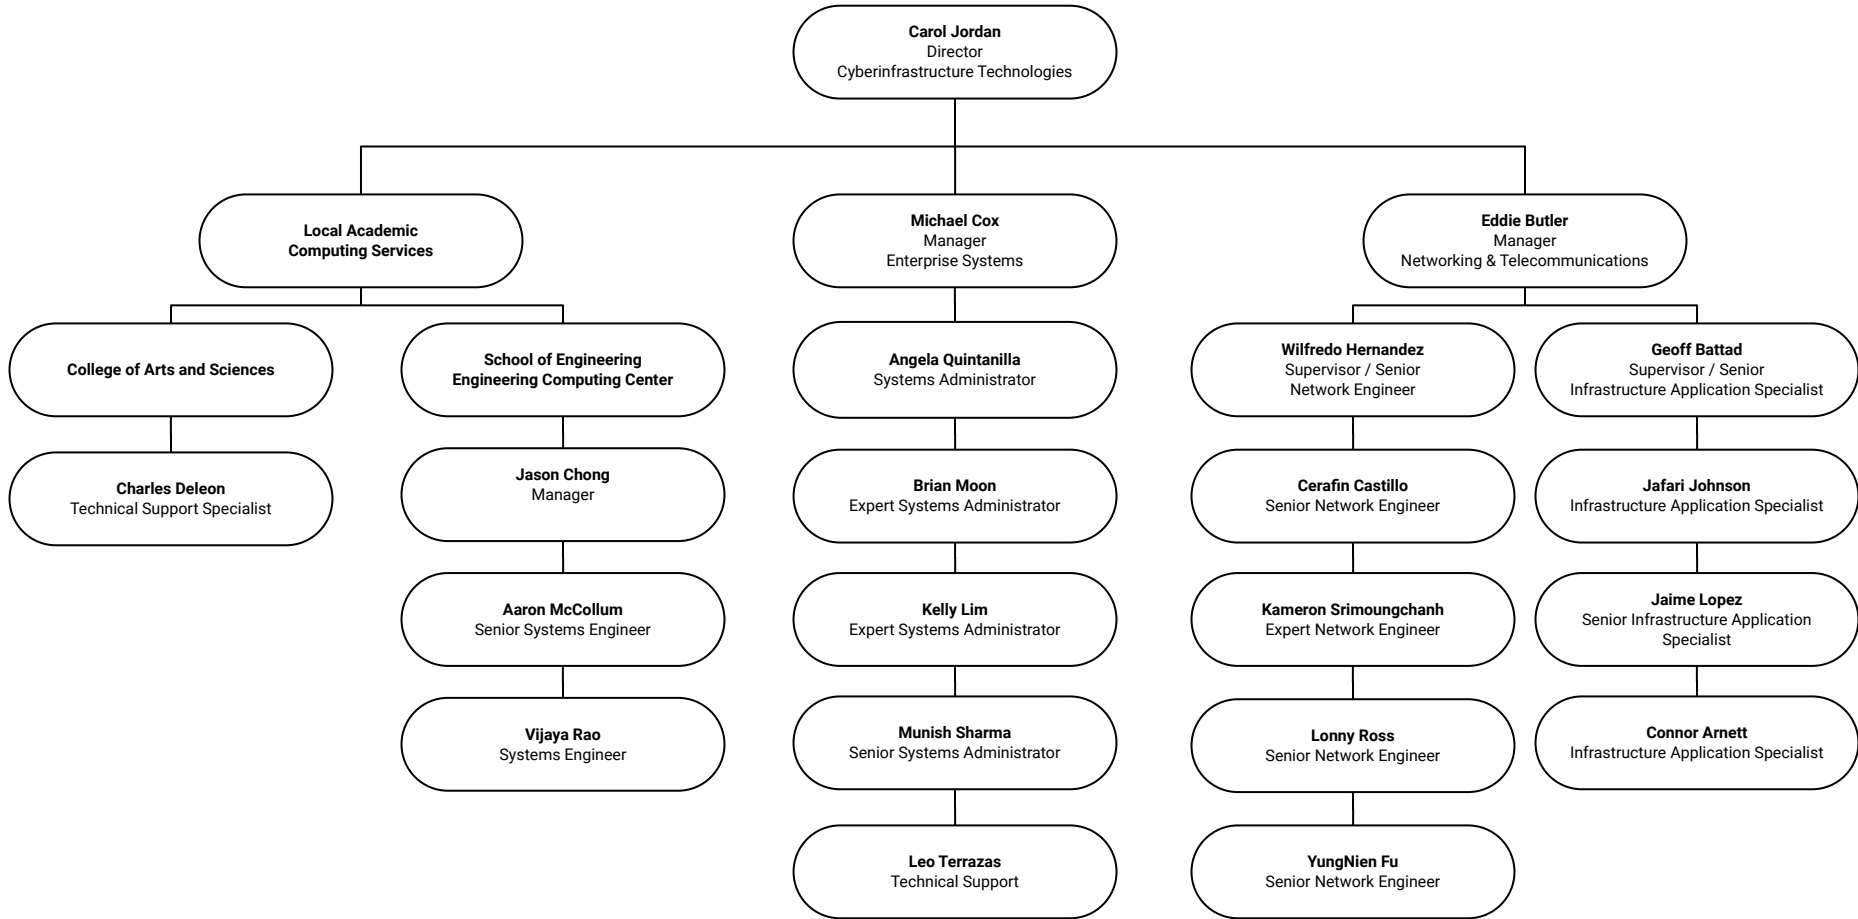 Carol Jordan
Director
Cyberinfrastructure Technologies
Local Academic
Computing Services
Michael Cox
Manager
Enterprise Systems
Eddie Butler
Manager
Networking & Telecommunications
College of Arts and Sciences
School of Engineering
Engineering Computing Center
Angela Quintanilla
Systems Administrator
Wilfredo Hernandez
Supervisor / Senior
Network Engineer
Geoff Battad
Supervisor / Senior
Infrastructure Application Specialist
Charles Deleon
Technical Support Specialist
Jason Chong
Manager
Brian Moon
Expert Systems Administrator
Cerafin Castillo
Senior Network Engineer
Jafari Johnson
Infrastructure Application Specialist
Aaron McCollum
Senior Systems Engineer
Kelly Lim
Expert Systems Administrator
Kameron Srimoungchanh
Expert Network Engineer
Jaime Lopez
Senior Infrastructure Application
Specialist
Vijaya Rao
Systems Engineer
Munish Sharma
Senior Systems Administrator
Lonny Ross
Senior Network Engineer
Connor Arnett
Infrastructure Application Specialist
Leo Terrazas
Technical Support
YungNien Fu
Senior Network Engineer